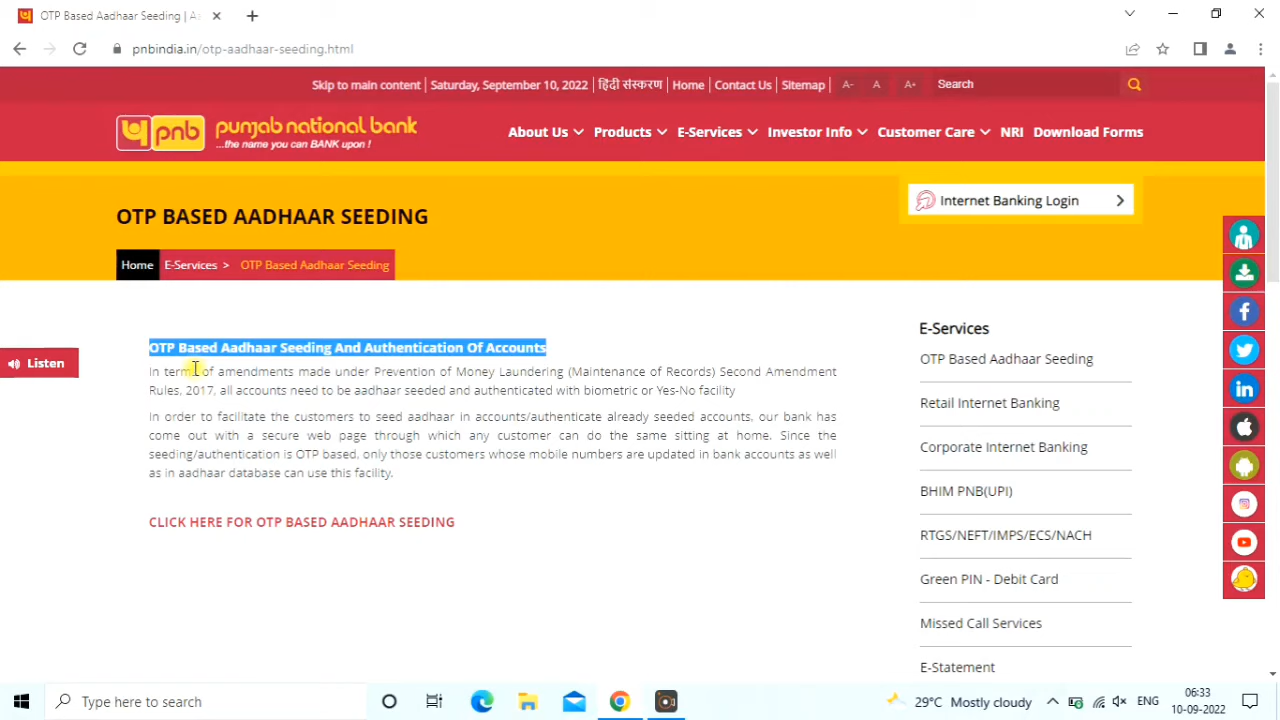 OTP Based Aadhaar Seeding | A
pnbindia.in/otp-aadhaar-seeding.html
Skip to main content | Saturday, September 10, 2022 | हिंदी संस्करण | Home | Contact Us | Sitemap | A- A A+ Search
प pnb punjab national bank
...the name you can BANK upon !
About Us Products E-Services Investor Info Customer Care NRI Download Forms
Internet Banking Login
OTP BASED AADHAAR SEEDING
Home E-Services > OTP Based Aadhaar Seeding
Listen
OTP Based Aadhaar Seeding And Authentication Of Accounts
In terms of amendments made under Prevention of Money Laundering (Maintenance of Records) Second Amendment
Rules, 2017, all accounts need to be aadhaar seeded and authenticated with biometric or Yes-No facility
In order to facilitate the customers to seed aadhaar in accounts/authenticate already seeded accounts, our bank has
come out with a secure web page through which any customer can do the same sitting at home. Since the
seeding/authentication is OTP based, only those customers whose mobile numbers are updated in bank accounts as well
as in aadhaar database can use this facility.
CLICK HERE FOR OTP BASED AADHAAR SEEDING
E-Services
OTP Based Aadhaar Seeding
Retail Internet Banking
Corporate Internet Banking
BHIM PNB(UPI)
RTGS/NEFT/IMPS/ECS/NACH
Green PIN - Debit Card
Missed Call Services
E-Statement
Type here to search
29°C Mostly cloudy
ENG
06:33
10-09-2022